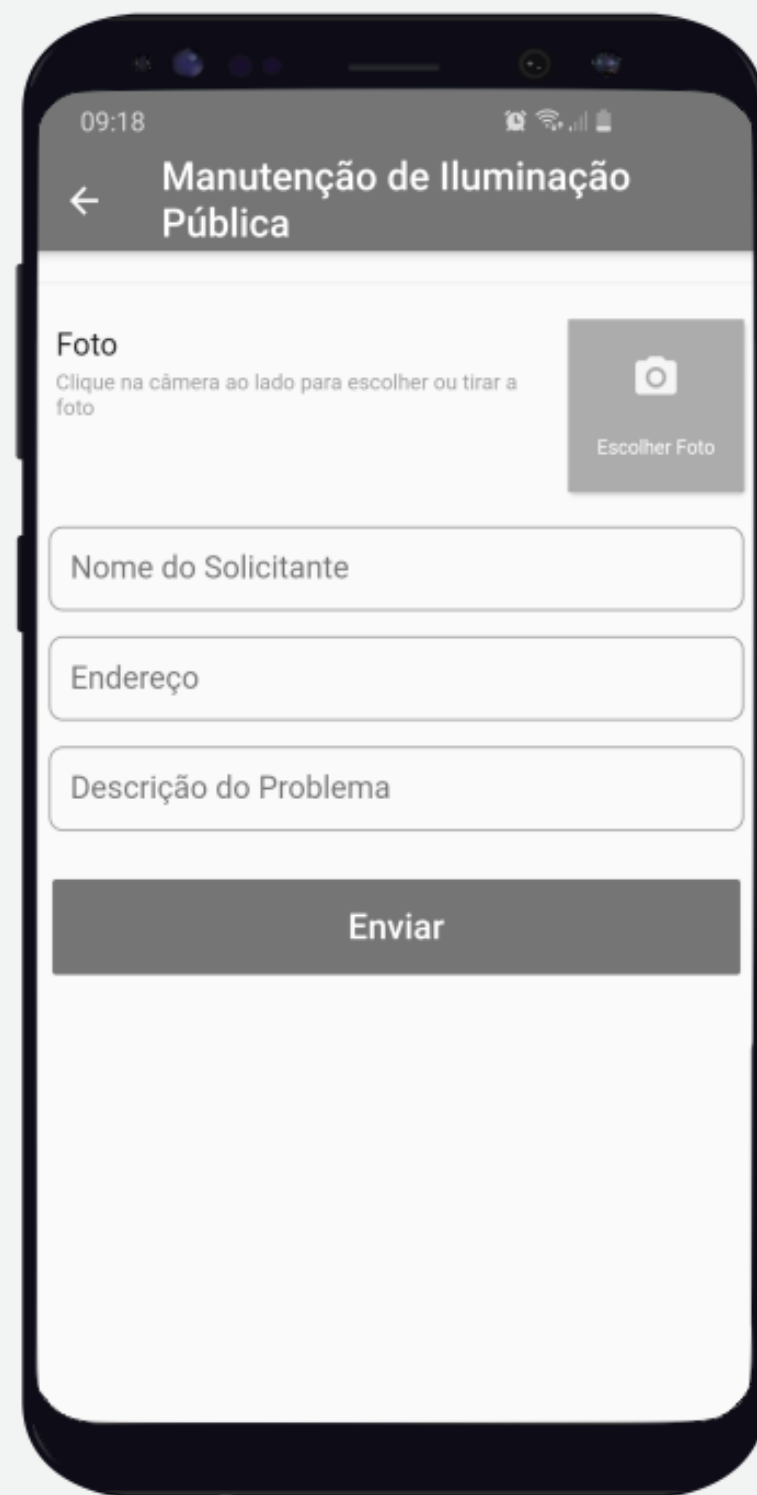 09:18
Manutenção de Iluminação
Pública
Foto
Clique na câmera ao lado para escolher ou tirar a
foto
Escolher Foto
Nome do Solicitante
Endereço
Descrição do Problema
Enviar